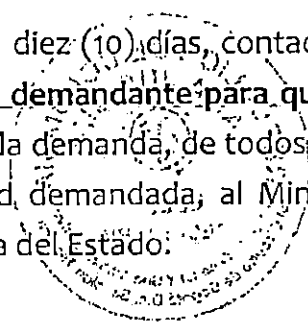 diez (10) días, contad
demandante para qu
la demanda, de todos
d demandada, al Min
a del Estado.